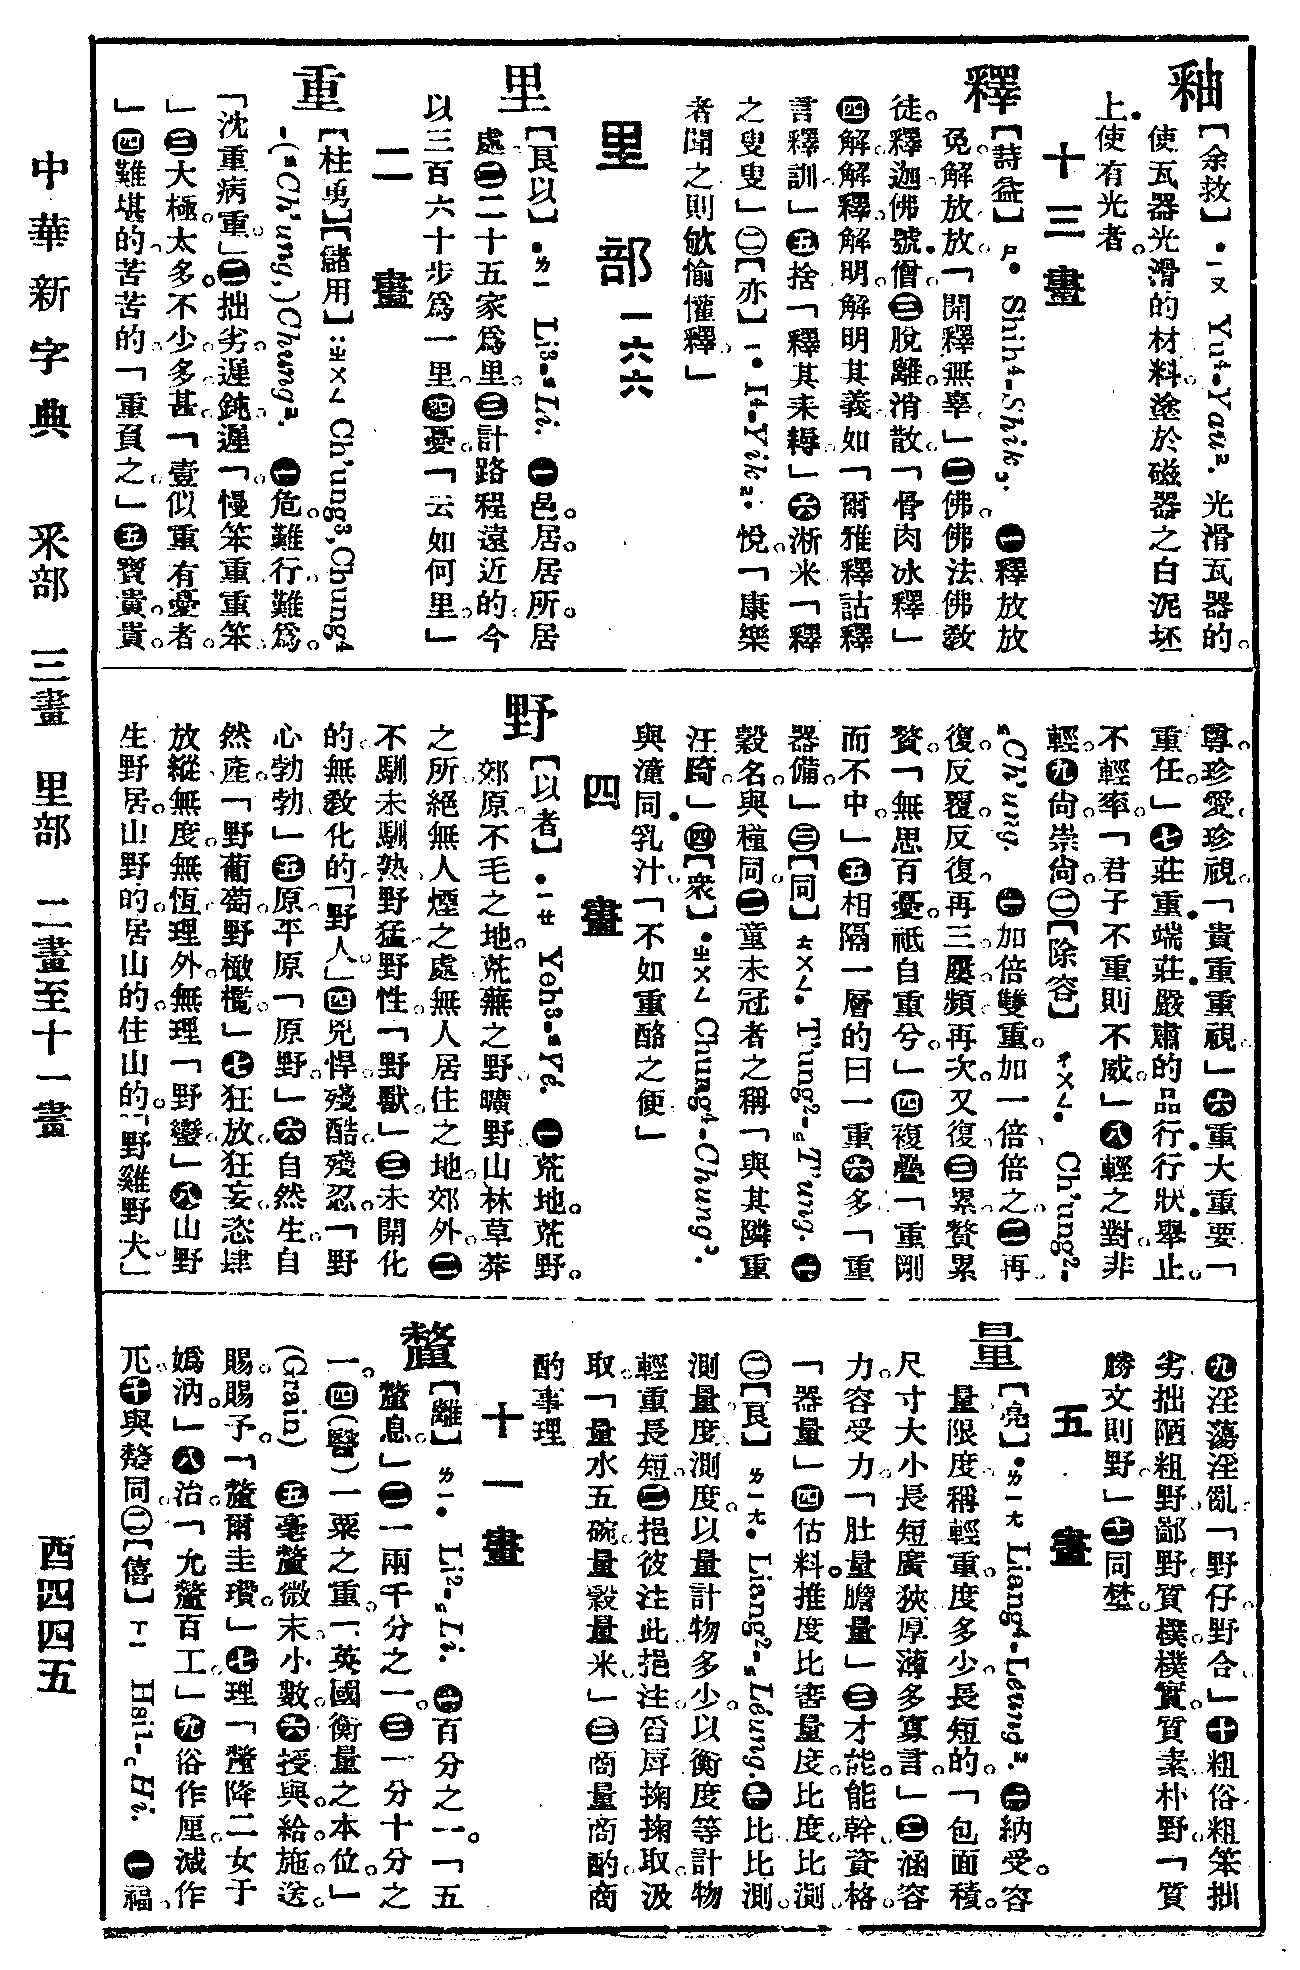 釉
【余救】•ㄧㄡ Yu⁴-Yau². 光滑瓦器的。
使瓦器光滑的材料。塗於磁器之白泥坯
上。使有光者。
十三畫
釋
【詩益】ㄕ• Shih⁴-Shik₃. ㊀釋放放
免。解放放「開釋無辜」㊁佛。佛法佛教
徒。釋迦佛號。僧。㊂脫離。消散。「骨肉冰釋」
㊃解解釋。解明。解明其義如「爾雅釋詁釋
言釋訓」㊄捨「釋其耒耨」㊅淅米「釋
之叟叟」㊁【亦】ㄧ• I⁴-Yik₂. 悅。「康樂
者聞之則欨愉懽釋。」
里部 一六六
里
【艮以】•ㄌㄧ Li³-Li. ㊀邑。居。居所。居
處。㊁二十五家為里。㊂計路程遠近的今
以三百六十步爲一里。㊃憂。「云如何里。」
二畫
重
【柱勇】【儲用】:ㄓㄨㄥ Ch'ung³, Chung⁴
-(Ch'ung,) Chung². ㊀危。難行。難爲。
「沈重病重。」㊁拙劣。遲鈍。遲「慢笨重重笨
」㊂大極。太多。不少。多甚。「壹似重有憂者。
」㊃難堪的。苦苦的。「重負之」㊄寶貴。貴。
尊。珍愛。珍視。「貴重重視」㊅重大重要「
重任。」㊆莊重。端莊。嚴肅的品行。行狀。舉止。
不輕率。「君子不重則不威。」㊇輕之對。非
輕。㊈尙。崇尙。㊁【除容】 ㄔㄨㄥ• Ch'ung²-
Ch'ung. ㊀加倍。雙重。加一倍。倍之。㊁再
復。反覆。反復。再三。屢頻。再次。又復。㊂累。贅累
贅。「無思百憂。祇自重兮。」㊃複疊「重剛
而不中。」㊄相隔一層的曰一重㊅多「重
器備。」㊂【同】ㄊㄨㄥ• T'ung²-T'ung. ㊀
穀名。與穜同。㊁童未冠者之稱「與其隣重
汪踦」㊃【衆】•ㄓㄨㄥ Chung⁴-Chung³.
與湩同。乳汁。「不如重酪之便」
四畫
野
【以者】•ㄧㄝ Yeh³-Yé. ㊀荒地。荒野。
郊原不毛之地。荒蕪之野。曠野。山林草莽
之所。絕無人煙之處。無人居住之地。郊外。㊁
不馴。未馴熟。野猛野性「野獸」㊂未開化
的。無教化的「野人」㊃兇悍。殘酷。殘忍。「野
心勃勃」㊄原。平原「原野。」㊅自然生。自
然產。「野葡萄。野橄欖。」㊆狂放。狂妄。恣肆
放縱。無度。無恆。理外。無理「野蠻。」㊇山野
生野居。山野的。居山的。住山的。「野雞野犬」
㊈淫蕩淫亂。「野仔。野合」㊉粗俗粗笨拙
劣拙陋粗野。鄙野。質樸。樸實。質素。朴野。「質
勝文則野」同埜。
五畫
量
【亮】•ㄌㄧㄤ Liang⁴-Léung². ㊀納受。容
量。限度。稱輕重。度多少。長短的。「包面積。
尺寸大小長短廣狹厚薄多寡言。」㊁涵容
力。容受力。「肚量。膽量」㊂才能。能幹。資格。
「器量」㊃估料。推度。比審。量度。比度。比測。
㊁【艮】ㄌㄧㄤ• Liang²-Léung. ㊀比比測。
測量度。測度。以量計物多少。以衡度等計物
輕重長短。㊁挹彼注此。挹注。舀戽。掬掬取。汲
取「量水五碗。量穀量米。」㊂商量商酌。商
酌事理
十一畫
釐
【離】ㄌㄧ• Li²-Li. ㊀百分之一。「五
釐息。」㊁一兩千分之一。㊂一分十分之
一。㊃(醫)一粟之重。一英國衡量之本位。」
(Grain) ㊄毫釐。微末。小數。㊅授與。給。施。送。
賜。賜予。「釐爾圭瓚」㊆理「釐降二女于
嬀汭。」㊇治。「允釐百工」㊈俗作厘。減作
兀。㊉與嫠同㊁【僖】ㄒㄧ Hsi¹-Hi. ㊀福。
中華新字典 釆部 三畫 里部 二畫至十一畫 酉四四五